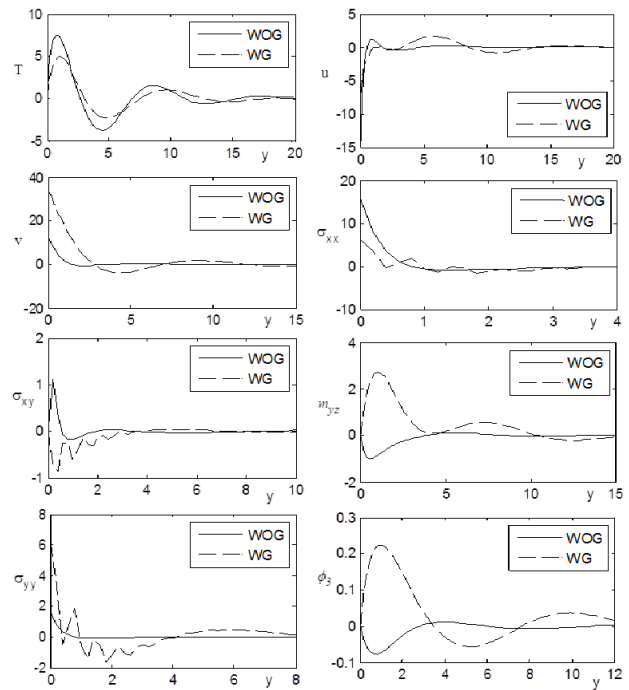 10
5
0
-5
T
WOG
WG
0 5 10 15 20
y
5
0
-5
-10
-15
u
WOG
WG
0 5 10 15 20
y
40
20
0
-20
v
WOG
WG
0 5 10 15
y
20
10
0
-10
σxx
WOG
WG
0 1 2 3 4
y
2
1
0
1
σxy
WOG
WG
0 2 4 6 8 10
y
4
2
0
-2
myz
WOG
WG
0 5 10 15
y
8
6
4
2
0
-2
σyy
WOG
WG
0 2 4 6 8
y
0.3
0.2
0.1
0
-0.1
ϕ3
WOG
WG
0 2 4 6 8 10 12
y